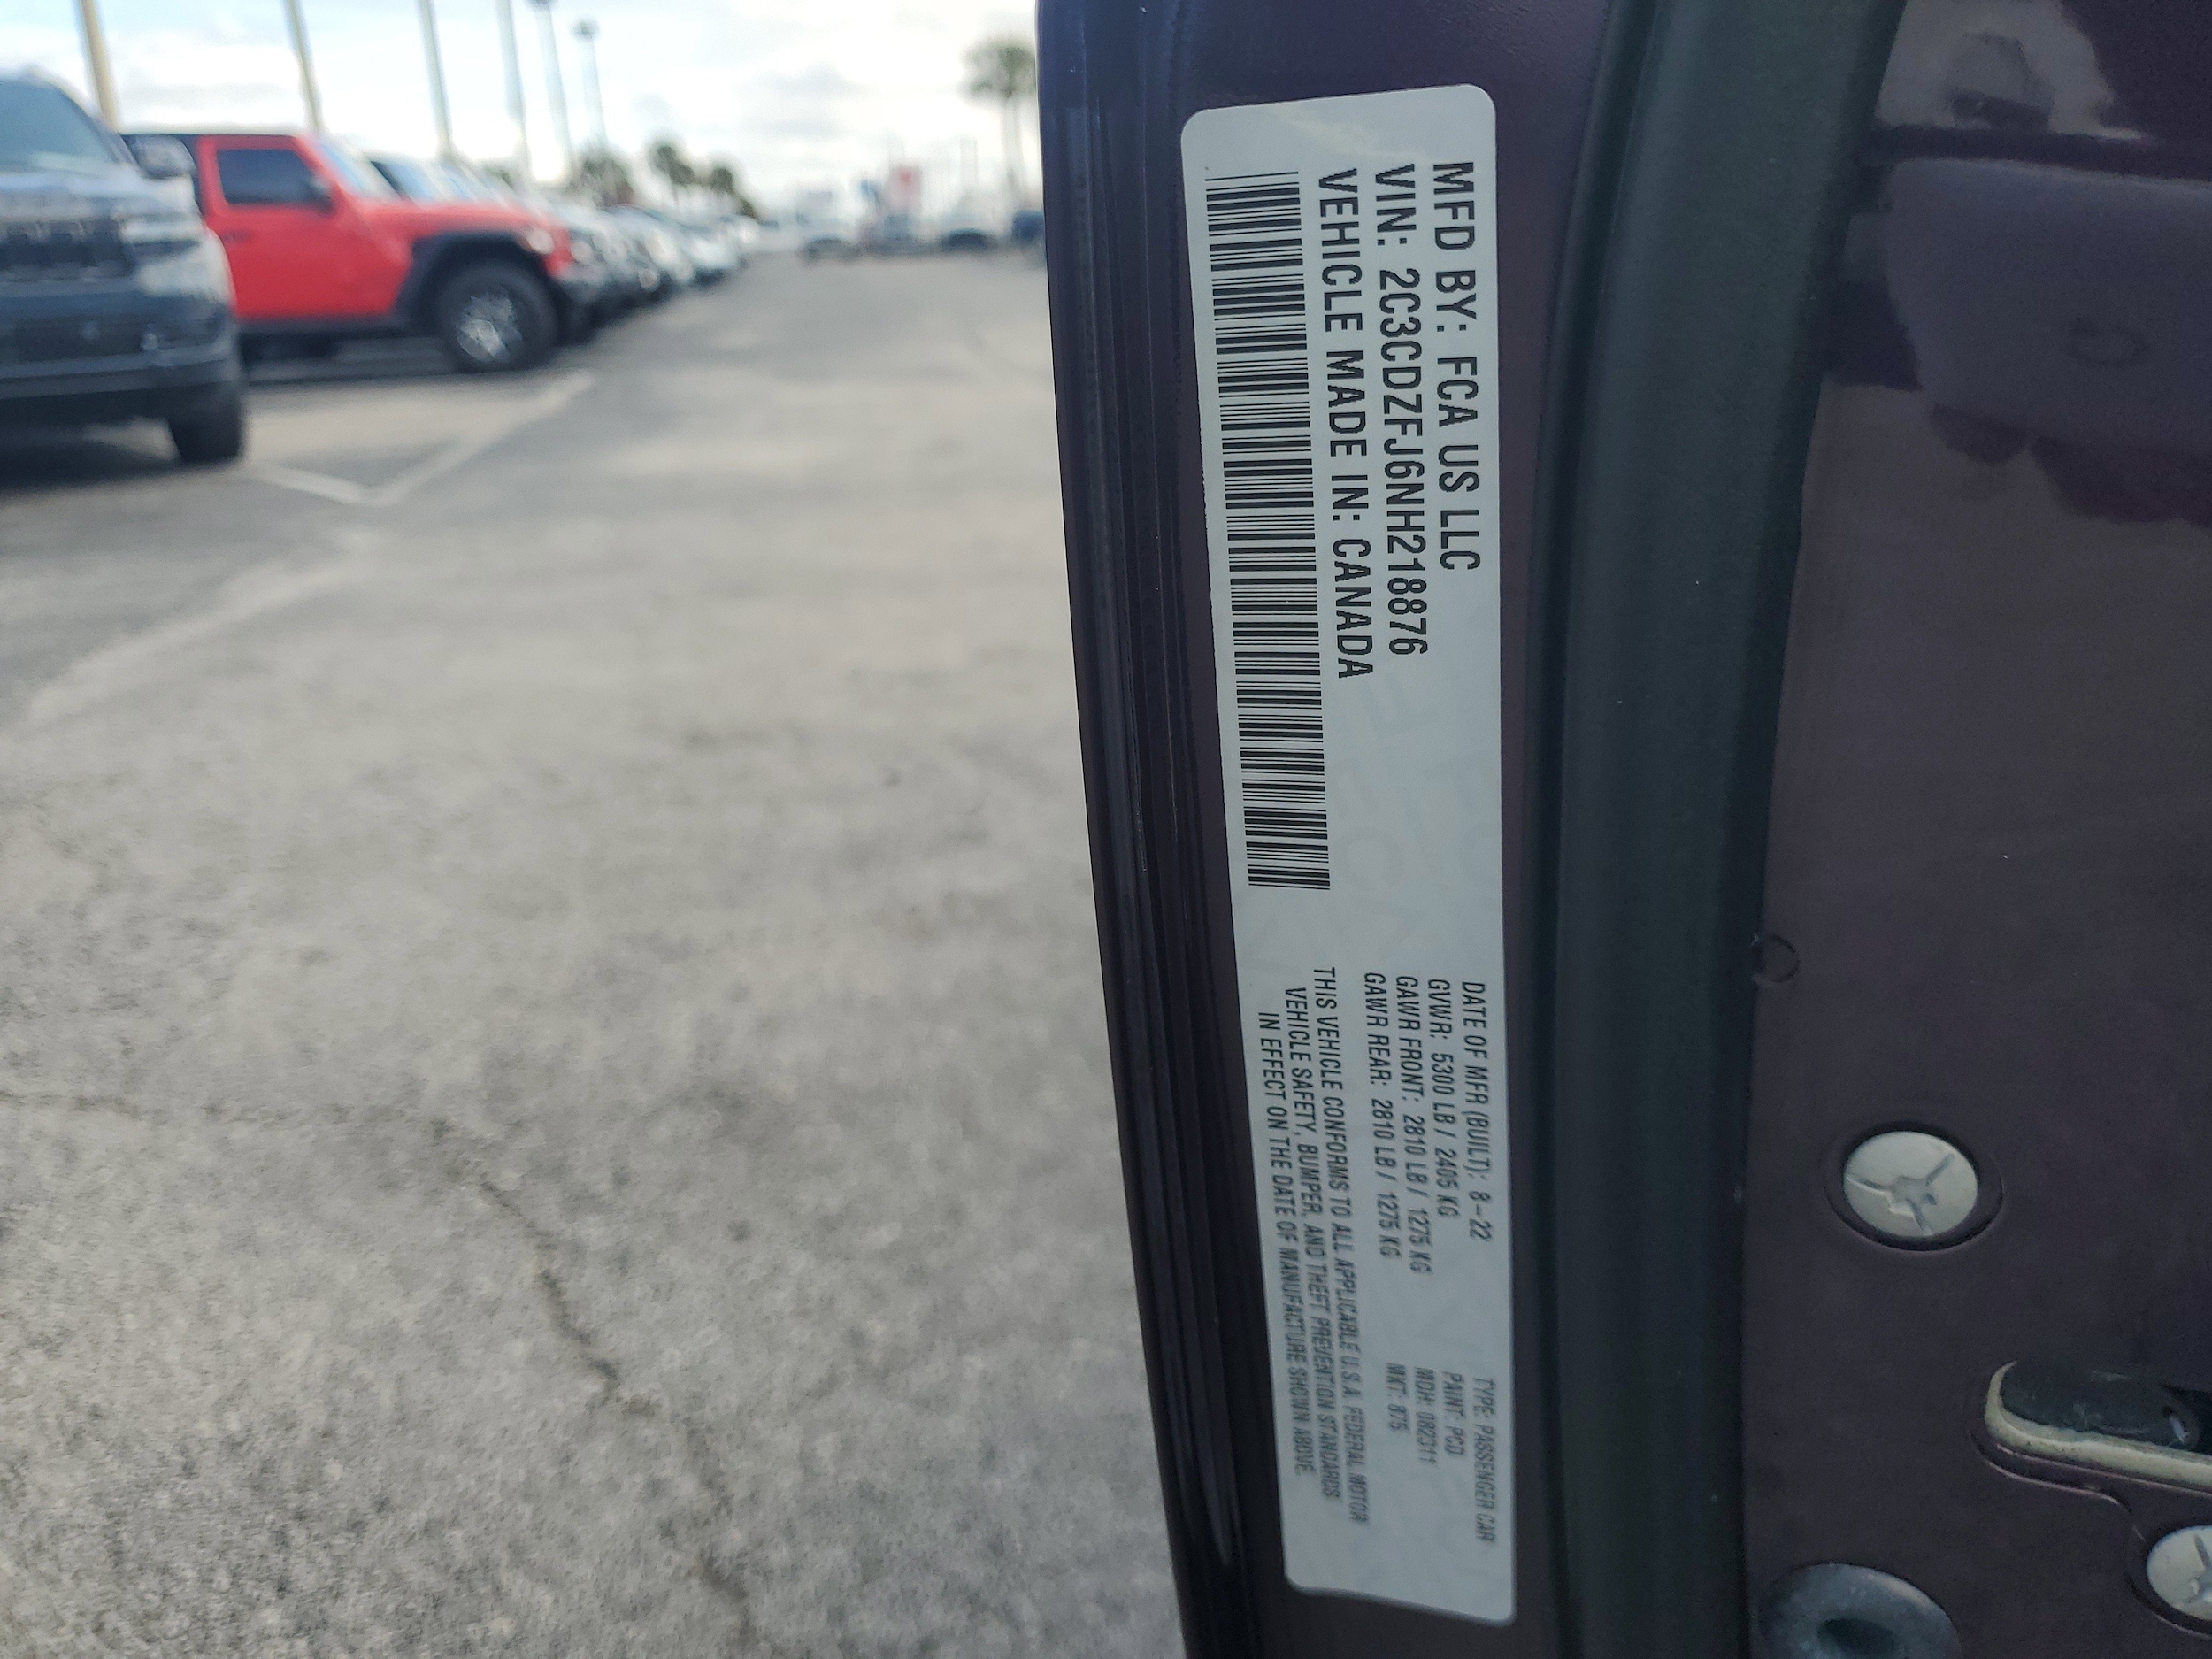 MFD BY: FCA US LLC
VIN: 2C3CDZFJ6NH218876
VEHICLE MADE IN: CANADA
DATE OF MFR (BUILT): 8-22
GVWR: 5300 LB / 2405 KG
GAWR FRONT: 2810 LB / 1275 KG
GAWR REAR: 2810 LB / 1275 KG
TYPE: PASSENGER CAR
PAINT: PCD
MDH: 082311
MKT: 875
THIS VEHICLE CONFORMS TO ALL APPLICABLE U.S.A. FEDERAL MOTOR
VEHICLE SAFETY, BUMPER, AND THEFT PREVENTION STANDARDS
IN EFFECT ON THE DATE OF MANUFACTURE SHOWN ABOVE.